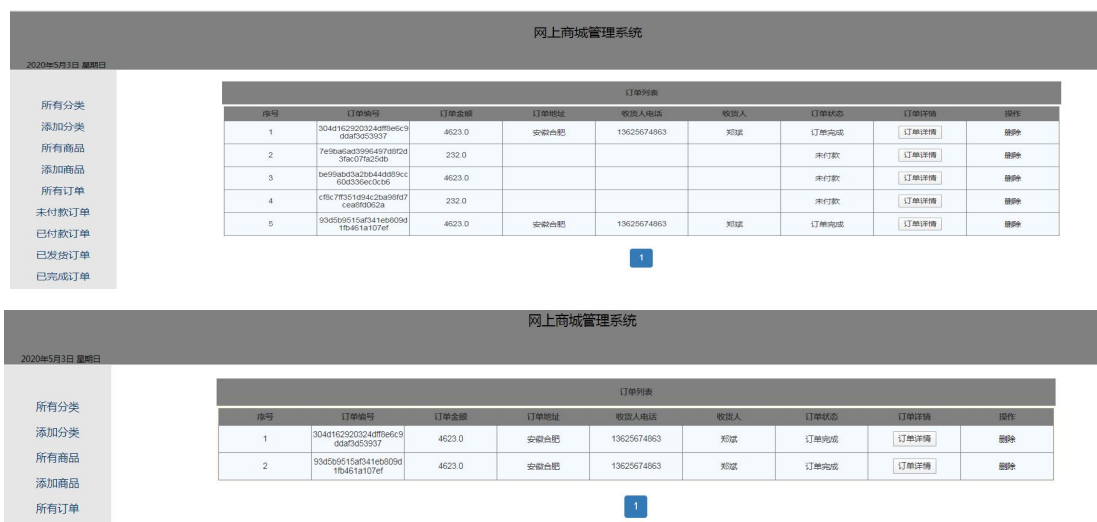 网上商城管理系统
2020年5月3日 星期日
所有分类
添加分类
所有商品
添加商品
所有订单
未付款订单
已付款订单
已发货订单
已完成订单
订单列表
序号 订单编号 订单金额 订单地址 收货人电话 收货人 订单状态 订单详情 操作
1 304d162920324dff8e6c9 4623.0 安徽合肥 13625674863 郑斌 订单完成 订单详情 删除
ddaf3d53937
2 7e9ba6ad3996497d8f2d 232.0 未付款 订单详情 删除
3fac07fa25db
3 be99abd3a2bb44dd89cc 4623.0 未付款 订单详情 删除
60d336ec0cb6
4 cf8c7ff351d94c2ba98fd7 232.0 未付款 订单详情 删除
cea8fd062a
5 93d5b9515af341eb809d 4623.0 安徽合肥 13625674863 郑斌 订单完成 订单详情 删除
1fb461a107ef
1
网上商城管理系统
2020年5月3日 星期日
所有分类
添加分类
所有商品
添加商品
所有订单
订单列表
序号 订单编号 订单金额 订单地址 收货人电话 收货人 订单状态 订单详情 操作
1 304d162920324dff8e6c9 4623.0 安徽合肥 13625674863 郑斌 订单完成 订单详情 删除
ddaf3d53937
2 93d5b9515af341eb809d 4623.0 安徽合肥 13625674863 郑斌 订单完成 订单详情 删除
1fb461a107ef
1